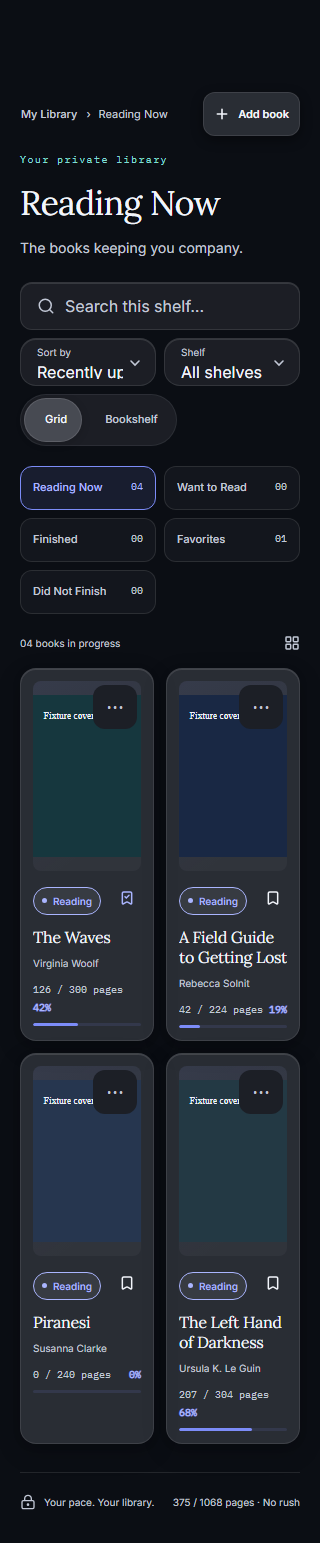 My Library › Reading Now
+ Add book
Your private library
Reading Now
The books keeping you company.
Search this shelf...
Sort by
Recently up
Shelf
All shelves
Grid
Bookshelf
Reading Now 04
Want to Read 00
Finished 00
Favorites 01
Did Not Finish 00
04 books in progress
Fixture cover
...
Reading
The Waves
Virginia Woolf
126 / 300 pages
42%
Fixture cover
...
Reading
A Field Guide
to Getting Lost
Rebecca Solnit
42 / 224 pages 19%
Fixture cover
...
Reading
Piranesi
Susanna Clarke
0 / 240 pages 0%
Fixture cover
...
Reading
The Left Hand
of Darkness
Ursula K. Le Guin
207 / 304 pages
68%
Your pace. Your library.
375 / 1068 pages · No rush